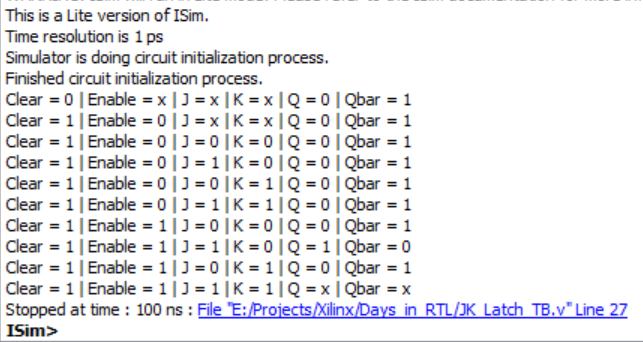 This is a Lite version of ISim.
Time resolution is 1 ps
Simulator is doing circuit initialization process.
Finished circuit initialization process.
Clear = 0 | Enable = x | J = x | K = x | Q = 0 | Qbar = 1
Clear = 1 | Enable = 0 | J = x | K = x | Q = 0 | Qbar = 1
Clear = 1 | Enable = 0 | J = 0 | K = 0 | Q = 0 | Qbar = 1
Clear = 1 | Enable = 0 | J = 1 | K = 0 | Q = 0 | Qbar = 1
Clear = 1 | Enable = 0 | J = 0 | K = 1 | Q = 0 | Qbar = 1
Clear = 1 | Enable = 0 | J = 1 | K = 1 | Q = 0 | Qbar = 1
Clear = 1 | Enable = 1 | J = 0 | K = 0 | Q = 0 | Qbar = 1
Clear = 1 | Enable = 1 | J = 1 | K = 0 | Q = 1 | Qbar = 0
Clear = 1 | Enable = 1 | J = 0 | K = 1 | Q = 0 | Qbar = 1
Clear = 1 | Enable = 1 | J = 1 | K = 1 | Q = x | Qbar = x
Stopped at time : 100 ns : File "E:/Projects/Xilinx/Days_in_RTL/JK_Latch_TB.v" Line 27
ISim>